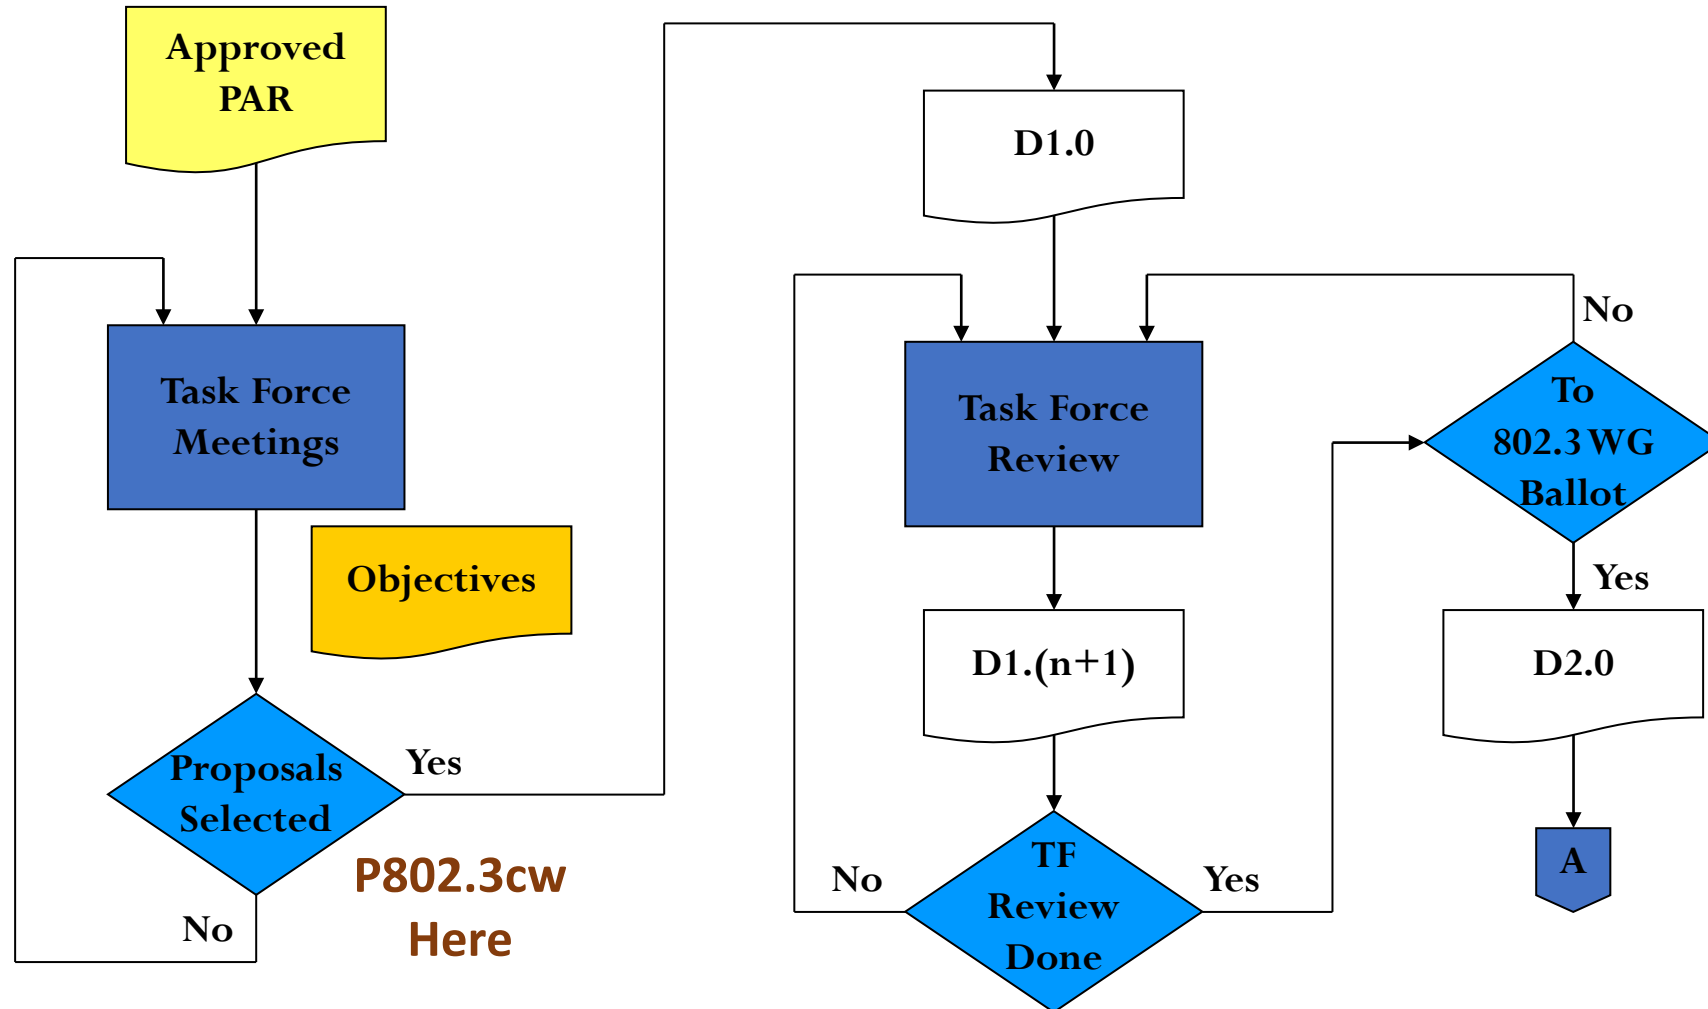 Approved
PAR
Task Force
Meetings
Objectives
Proposals
Selected
Yes
No
P802.3cw
Here
D1.0
Task Force
Review
D1.(n+1)
TF
Review
Done
No
Yes
To
802.3 WG
Ballot
No
Yes
D2.0
A